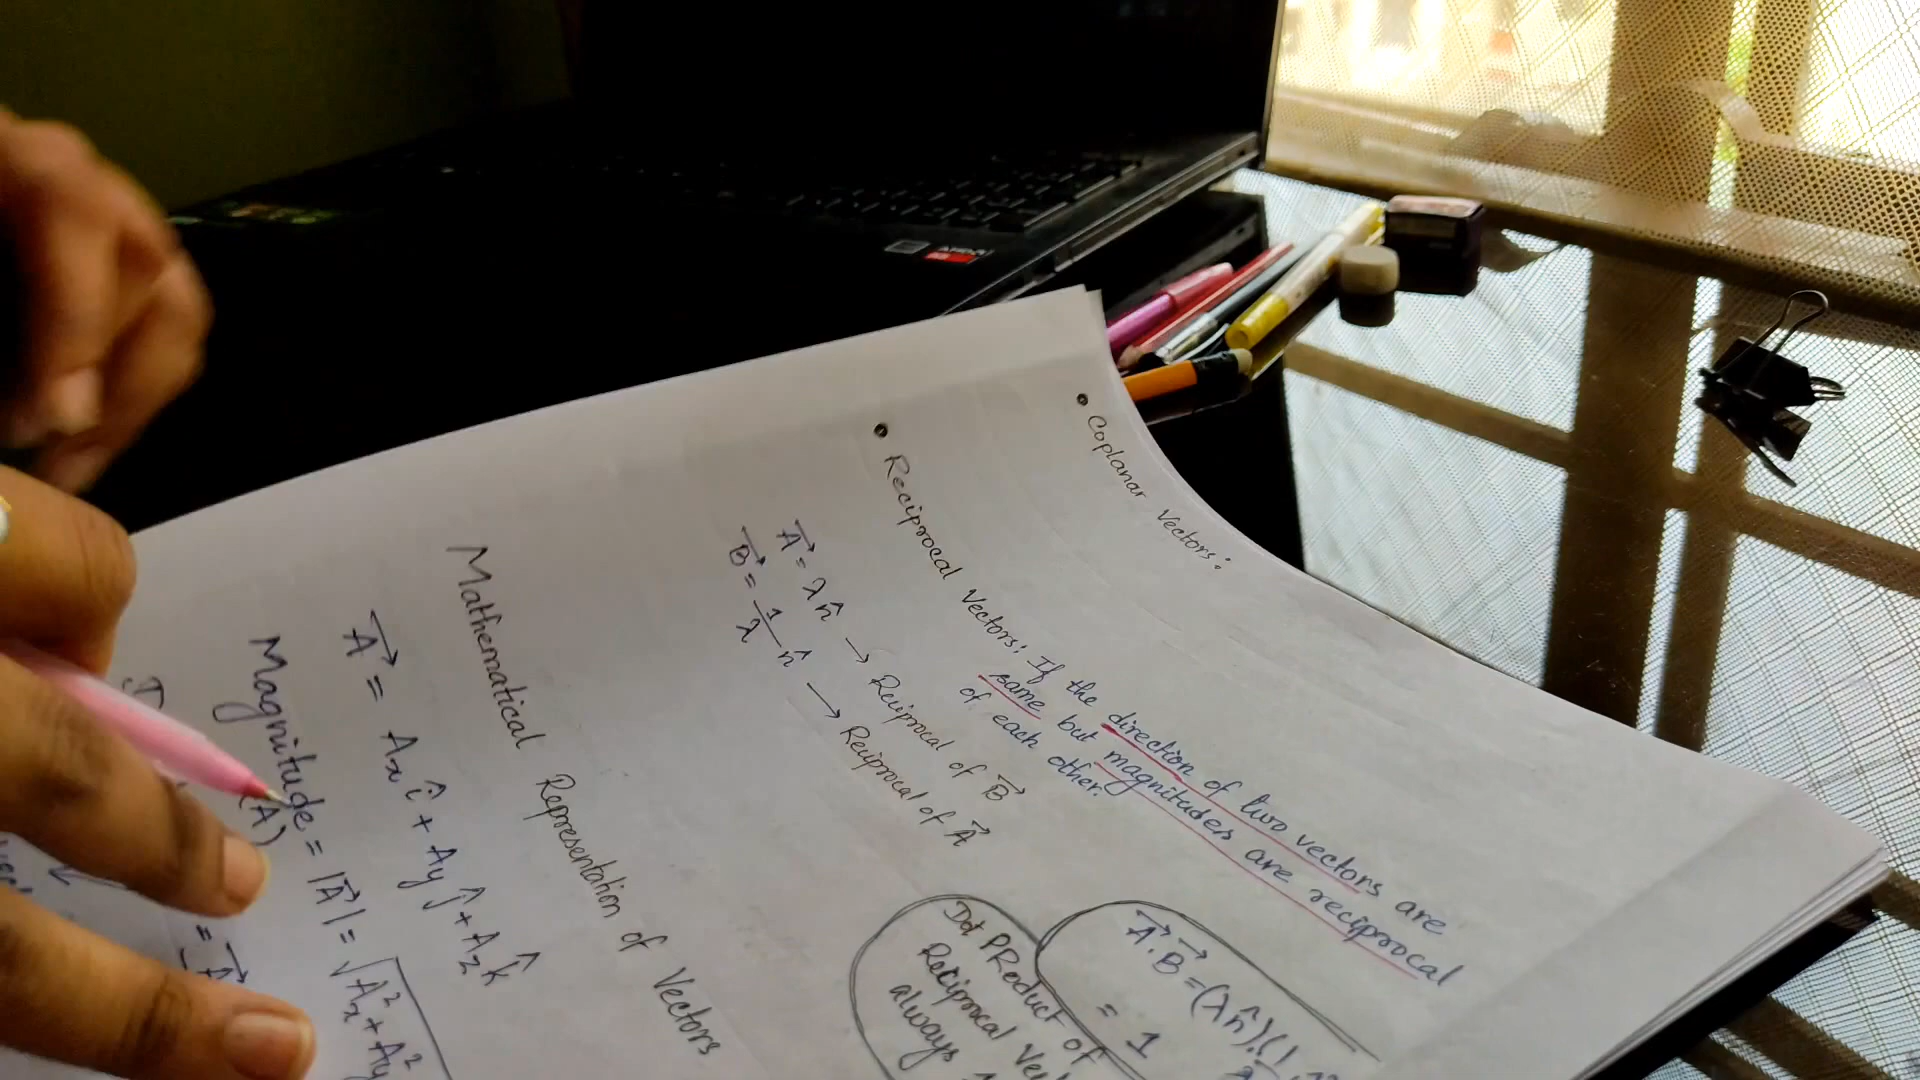 • Coplanar Vectors:
• Reciprocal Vectors: If the direction of two vectors are
same but magnitudes are reciprocal
of each other.
A⃗ = λ n̂ → Reciprocal of B⃗
B⃗ = 1/λ n̂ → Reciprocal of A⃗
A⃗.B⃗ = (λn̂).(1
= 1
Dot PRoduct of
Reciprocal
always
Mathematical Representation of Vectors
A⃗ = Aₓ î + Ay ĵ + Az k̂
Magnitude = |A⃗| = √Aₓ² + Ay²
(A)